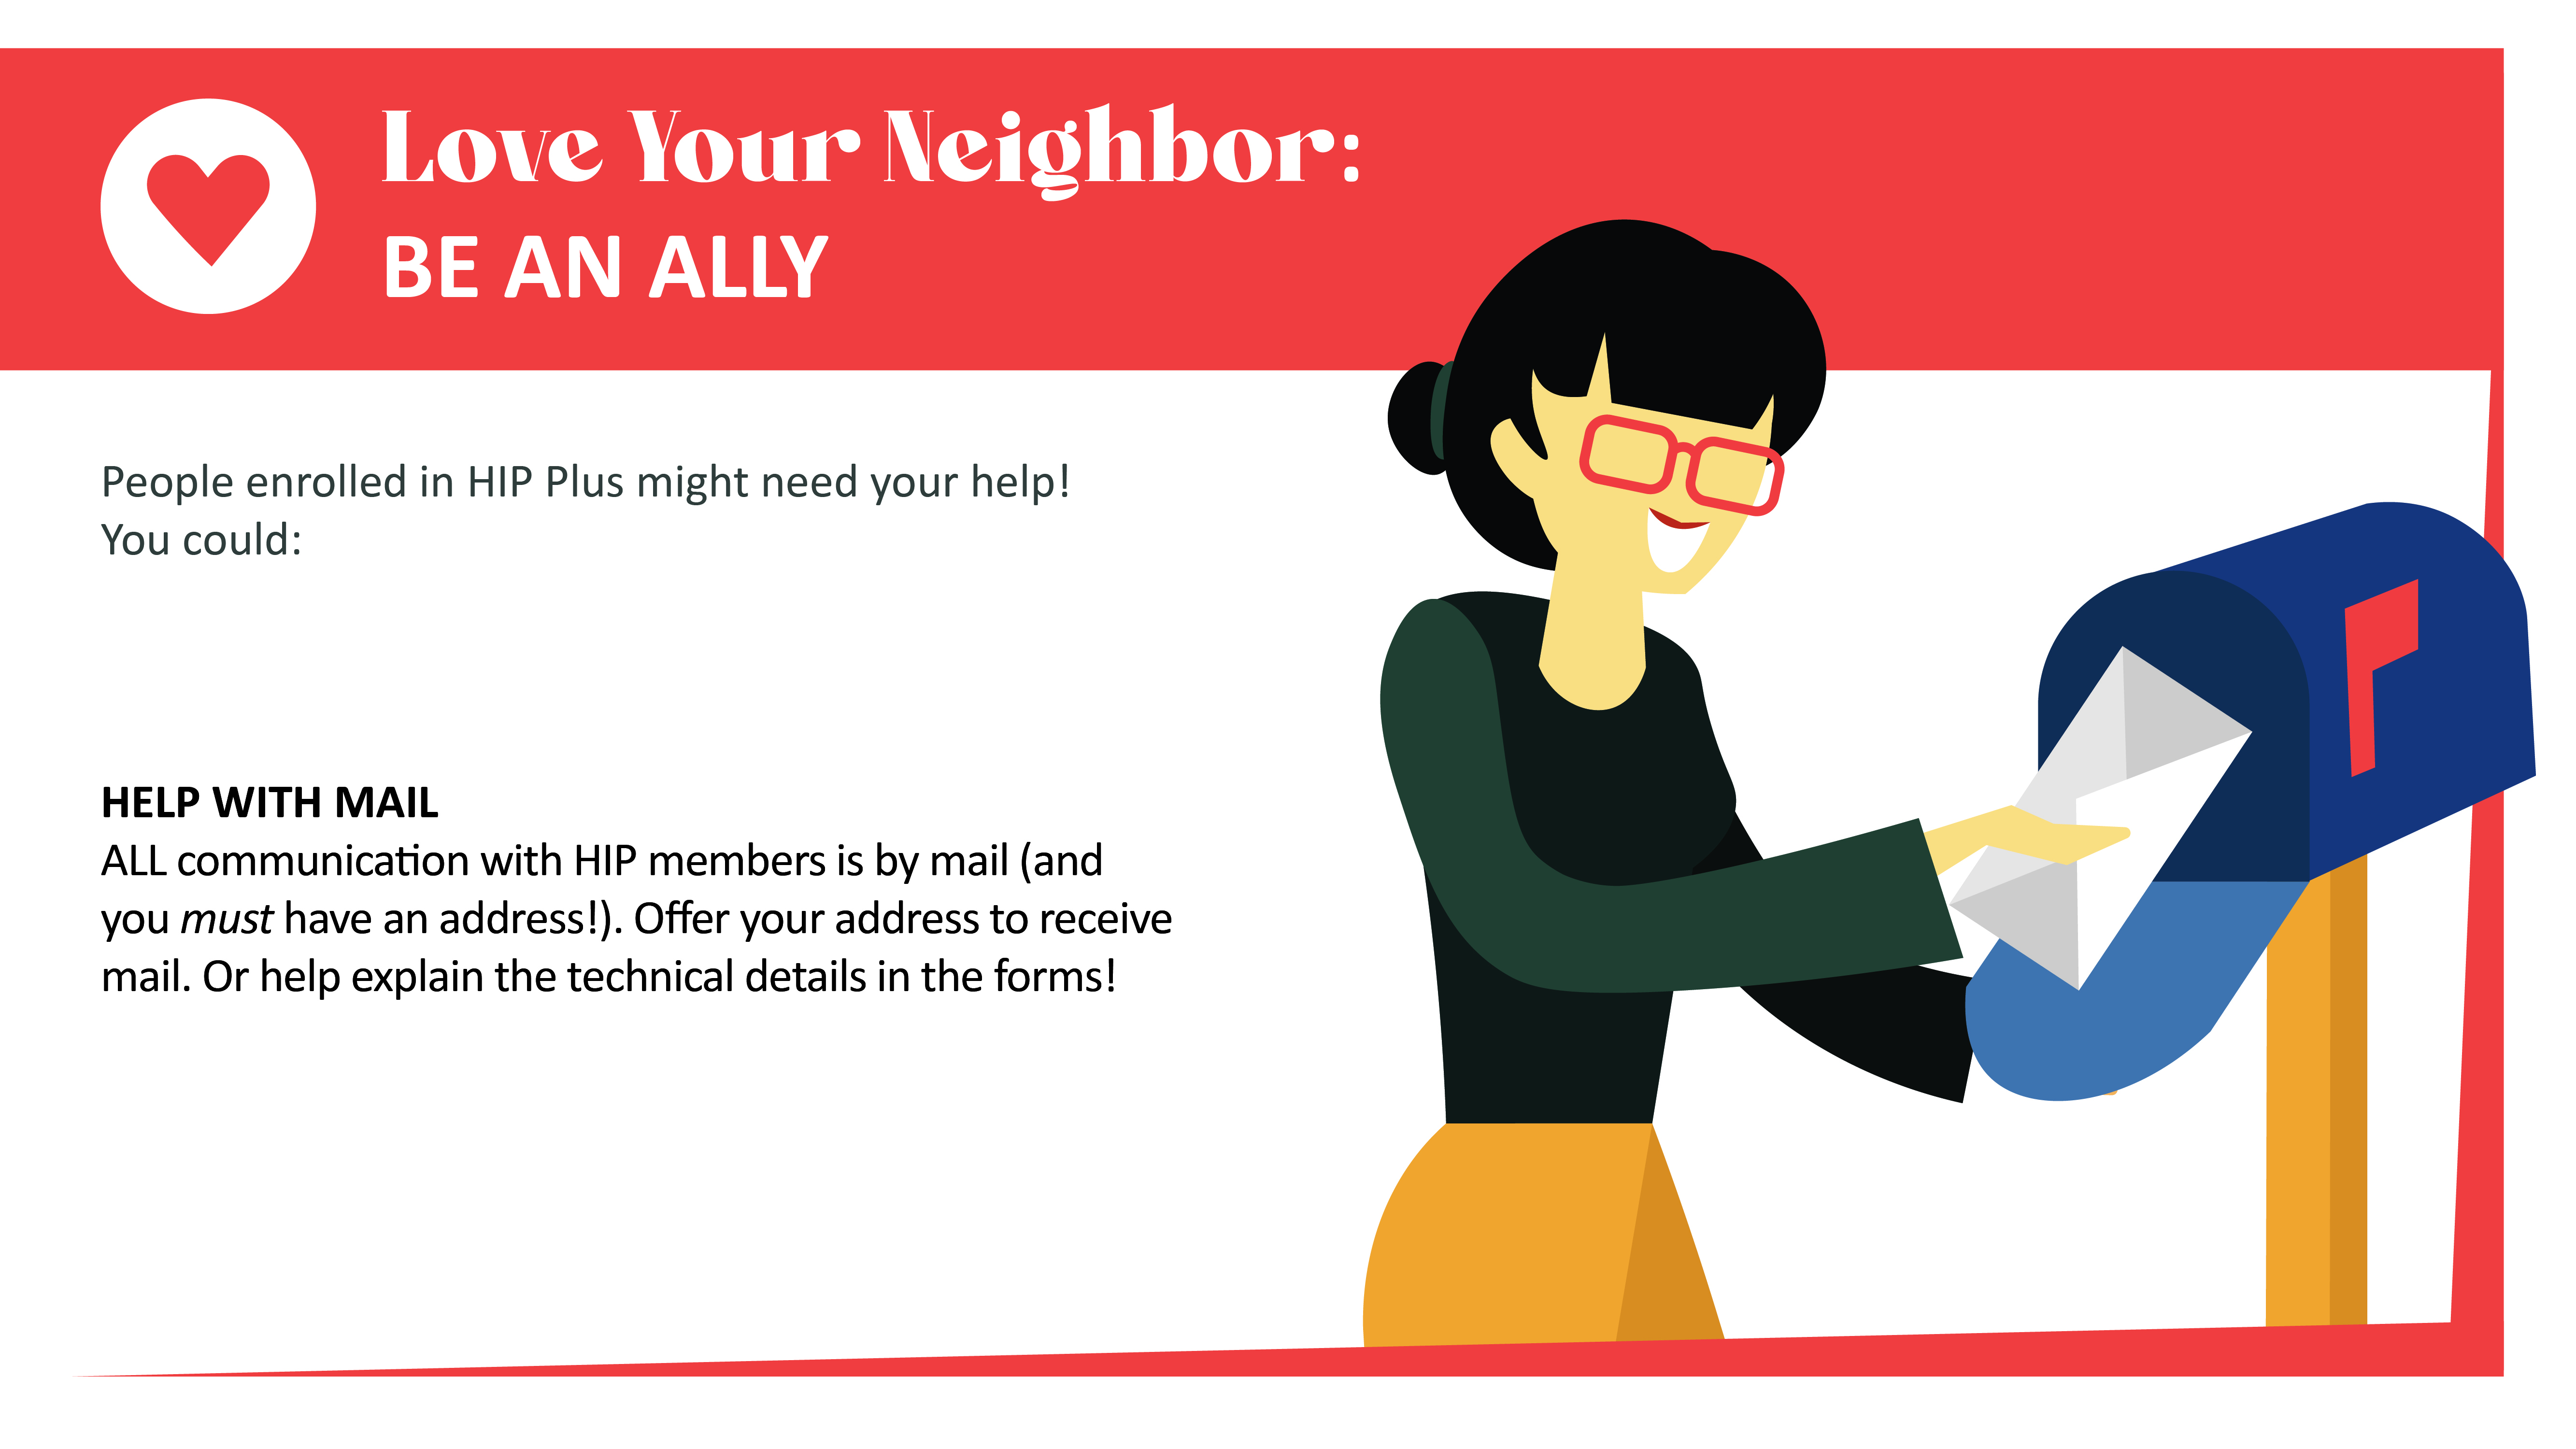 Love Your Neighbor:
BE AN ALLY
People enrolled in HIP Plus might need your help!
You could:
HELP WITH MAIL
ALL communication with HIP members is by mail (and
you must have an address!). Offer your address to receive
mail. Or help explain the technical details in the forms!